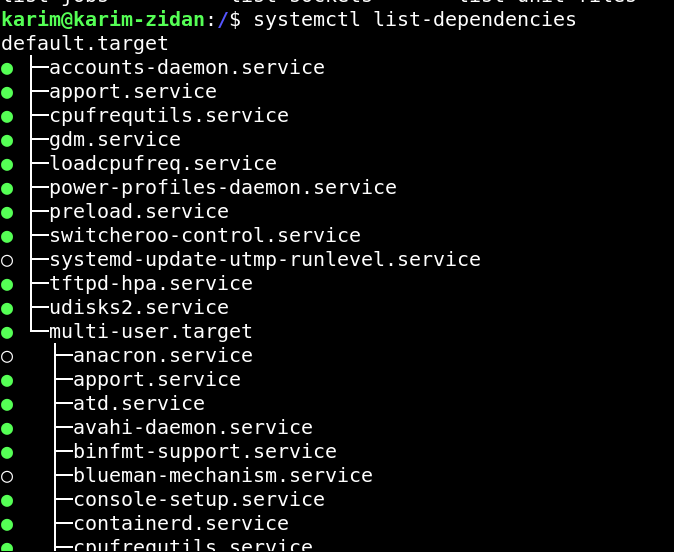 karim@karim-zidan:/$ systemctl list-dependencies
default.target
● ├─accounts-daemon.service
● ├─apport.service
● ├─cpufrequtils.service
● ├─gdm.service
● ├─loadcpufreq.service
● ├─power-profiles-daemon.service
● ├─preload.service
● ├─switcheroo-control.service
○ ├─systemd-update-utmp-runlevel.service
● ├─tftpd-hpa.service
● ├─udisks2.service
● └─multi-user.target
○   ├─anacron.service
●   ├─apport.service
●   ├─atd.service
●   ├─avahi-daemon.service
●   ├─binfmt-support.service
○   ├─blueman-mechanism.service
●   ├─console-setup.service
●   ├─containerd.service
●   ├─cpufrequtils.service